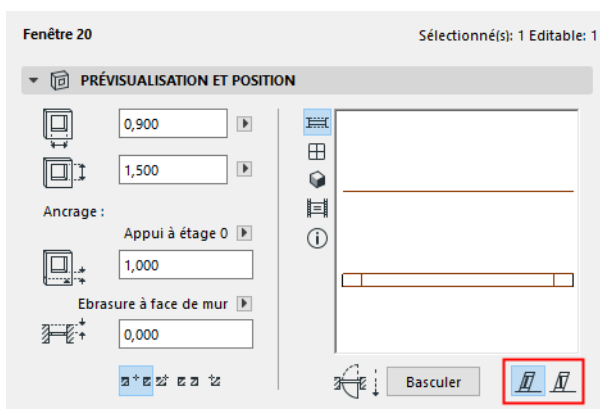 Fenêtre 20
Sélectionné(s): 1 Editable: 1
PRÉVISUALISATION ET POSITION
0,900
1,500
Ancrage :
Appui à étage 0
1,000
Ebrasure à face de mur
0,000
Basculer